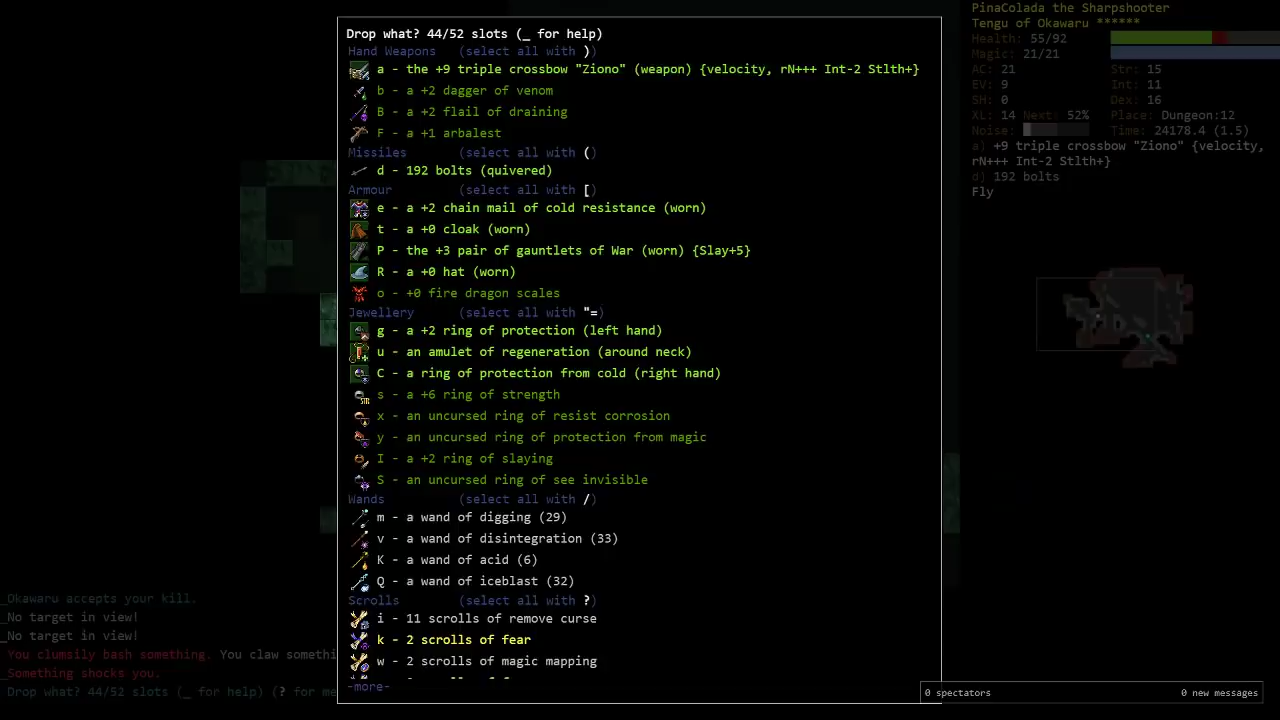 Drop what? 44/52 slots (_ for help)
Hand Weapons (select all with ))
a - the +9 triple crossbow "Ziono" (weapon) {velocity, rN+++ Int-2 Stlth+}
b - a +2 dagger of venom
B - a +2 flail of draining
F - a +1 arbalest
Missiles (select all with ()
d - 192 bolts (quivered)
Armour (select all with [)
e - a +2 chain mail of cold resistance (worn)
t - a +0 cloak (worn)
P - the +3 pair of gauntlets of War (worn) {Slay+5}
R - a +0 hat (worn)
o - +0 fire dragon scales
Jewellery (select all with "=)
g - a +2 ring of protection (left hand)
u - an amulet of regeneration (around neck)
C - a ring of protection from cold (right hand)
s - a +6 ring of strength
x - an uncursed ring of resist corrosion
y - an uncursed ring of protection from magic
I - a +2 ring of slaying
S - an uncursed ring of see invisible
Wands (select all with /)
m - a wand of digging (29)
v - a wand of disintegration (33)
K - a wand of acid (6)
Q - a wand of iceblast (32)
Scrolls (select all with ?)
i - 11 scrolls of remove curse
k - 2 scrolls of fear
w - 2 scrolls of magic mapping
-more-
PinaColada the Sharpshooter
Tengu of Okawaru ******
Health: 55/92
Magic: 21/21
AC: 21 Str: 15
EV: 9 Int: 11
SH: 0 Dex: 16
XL: 14 Next: 52% Place: Dungeon:12
Noise: Time: 24178.4 (1.5)
a) +9 triple crossbow "Ziono" {velocity,
rN+++ Int-2 Stlth+}
d) 192 bolts
Fly
_Okawaru accepts your kill.
_No target in view!
_No target in view!
You clumsily bash something. You claw somethi
_Something shocks you.
Drop what? 44/52 slots (_ for help) (? for me
0 spectators 0 new messages